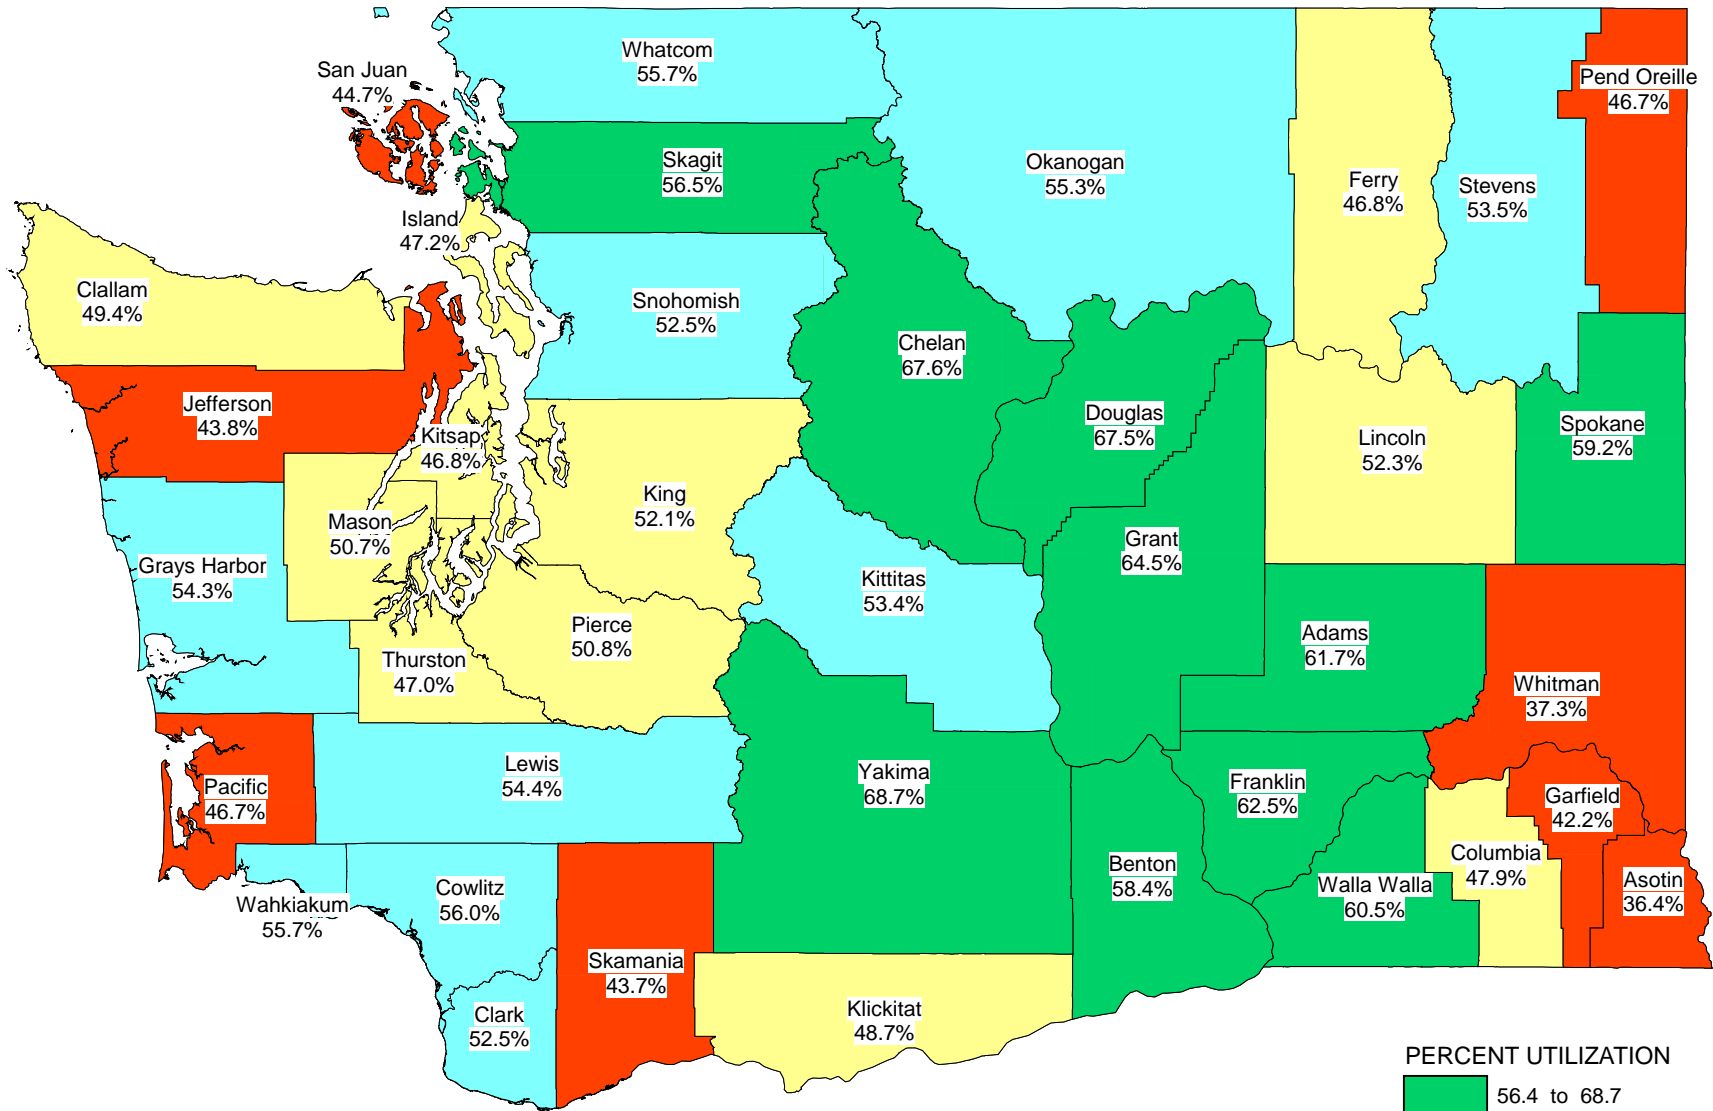 Whatcom
55.7%
San Juan
44.7%
Pend Oreille
46.7%
Skagit
56.5%
Okanogan
55.3%
Ferry
46.8%
Stevens
53.5%
Island
47.2%
Clallam
49.4%
Snohomish
52.5%
Chelan
67.6%
Jefferson
43.8%
Douglas
67.5%
Kitsap
46.8%
Lincoln
52.3%
Spokane
59.2%
King
52.1%
Mason
50.7%
Grant
64.5%
Grays Harbor
54.3%
Kittitas
53.4%
Pierce
50.8%
Adams
61.7%
Thurston
47.0%
Whitman
37.3%
Lewis
54.4%
Yakima
68.7%
Pacific
46.7%
Franklin
62.5%
Garfield
42.2%
Benton
58.4%
Columbia
47.9%
Walla Walla
60.5%
Asotin
36.4%
Cowlitz
56.0%
Wahkiakum
55.7%
Skamania
43.7%
Clark
52.5%
Klickitat
48.7%
PERCENT UTILIZATION
56.4 to 68.7